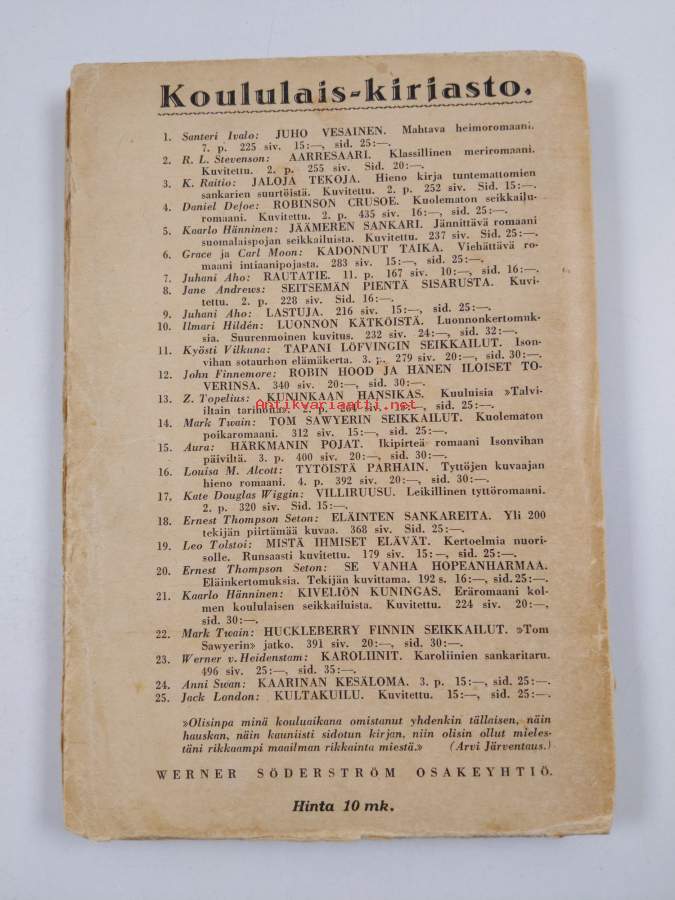 Koululais-kirjasto.
1. Santeri Ivalo: JUHO VESAINEN. Mahtava heimoromaani.
7. p. 225 siv. 15:—, sid. 25:—.
2. R. L. Stevenson: AARRESAARI. Klassillinen meriromaani.
Kuvitettu. 2. p. 255 siv. Sid. 20:—.
3. K. Raitio: JALOJA TEKOJA. Hieno kirja tuntemattomien
sankarien suurtöistä. Kuvitettu. 2. p. 252 siv. Sid. 15:—.
4. Daniel Defoe: ROBINSON CRUSOE. Kuolematon seikkailu-
romaani. Kuvitettu. 2. p. 435 siv. 16:—, sid. 25:—.
5. Kaarlo Hänninen: JÄÄMEREN SANKARI. Jännittävä romaani
suomalaispojan seikkailuista. Kuvitettu. 237 siv. Sid. 25:—.
6. Grace ja Carl Moon: KADONNUT TAIKA. Viehättävä ro-
maani intiaanipojasta. 283 siv. 15:—, sid. 25:—.
7. Juhani Aho: RAUTATIE. 11. p. 167 siv. 10:—, sid. 16:—.
8. Jane Andrews: SEITSEMÄN PIENTÄ SISARUSTA. Kuvi-
tettu. 2. p. 228 siv. Sid. 16:—.
9. Juhani Aho: LASTUJA. 216 siv. 15:—, sid. 25:—.
10. Ilmari Hildén: LUONNON KÄTKÖISTÄ. Luonnonkertomuk-
sia. Suurenmoinen kuvitus. 232 siv. 24:—, sid. 32:—.
11. Kyösti Vilkuna: TAPANI LÖFVINGIN SEIKKAILUT. Ison-
vihan sotaurhon elämäkerta. 3. p. 279 siv. 20:—, sid. 30:—.
12. John Finnemore: ROBIN HOOD JA HÄNEN ILOISET TO-
VERINSA. 340 siv. 20:—, sid. 30:—.
13. Z. Topelius: KUNINKAAN HANSIKAS. Kuuluisia »Talvi-
iltain tarinoita». p. siv. 15:—, sid. 25:—.
Antikvariaatti.net
14. Mark Twain: TOM SAWYERIN SEIKKAILUT. Kuolematon
poikaromaani. 312 siv. 15:—, sid. 25:—.
15. Aura: HÄRKMANIN POJAT. Ikipirteä romaani Isonvihan
päiviltä. 3. p. 400 siv. 20:—, sid. 30:—.
16. Louisa M. Alcott: TYTÖISTÄ PARHAIN. Tyttöjen kuvaajan
hieno romaani. 4. p. 392 siv. 20:—, sid. 30:—.
17, Kate Douglas Wiggin: VILLIRUUSU. Leikillinen tyttöromaani.
2. p. 320 siv. Sid. 15:—.
18. Ernest Thompson Seton: ELÄINTEN SANKAREITA. Yli 200
tekijän piirtämää kuvaa. 368 siv. Sid. 25:—.
19. Leo Tolstoi: MISTÄ IHMISET ELÄVÄT. Kertoelmia nuori-
solle. Runsaasti kuvitettu. 179 siv. 15:—, sid. 25:—.
20. Ernest Thompson Seton: SE VANHA HOPEANHARMAA.
Eläinkertomuksia. Tekijän kuvittama. 192 s. 16:—, sid. 25:—.
21. Kaarlo Hänninen: KIVELIÖN KUNINGAS. Eräromaani kol-
men koululaisen seikkailuista. Kuvitettu. 224 siv. 20:—,
sid. 30:—.
22. Mark Twain: HUCKLEBERRY FINNIN SEIKKAILUT. »Tom
Sawyerin» jatko. 391 siv. 20:—, sid. 30:—.
23. Werner v. Heidenstam: KAROLIINIT. Karoliinien sankaritaru.
496 siv. 25:—, sid. 35:—.
24. Anni Swan: KAARINAN KESÄLOMA. 3. p. 15:—, sid. 25:—.
25. Jack London: KULTAKUILU. Kuvitettu. 15:—, sid. 25:—.
»Olisinpa minä kouluaikana omistanut yhdenkin tällaisen, näin
hauskan, näin kauniisti sidotun kirjan, niin olisin ollut mieles-
täni rikkaampi maailman rikkainta miestä.» (Arvi Järventaus.)
WERNER SÖDERSTRÖM OSAKEYHTIÖ.
Hinta 10 mk.